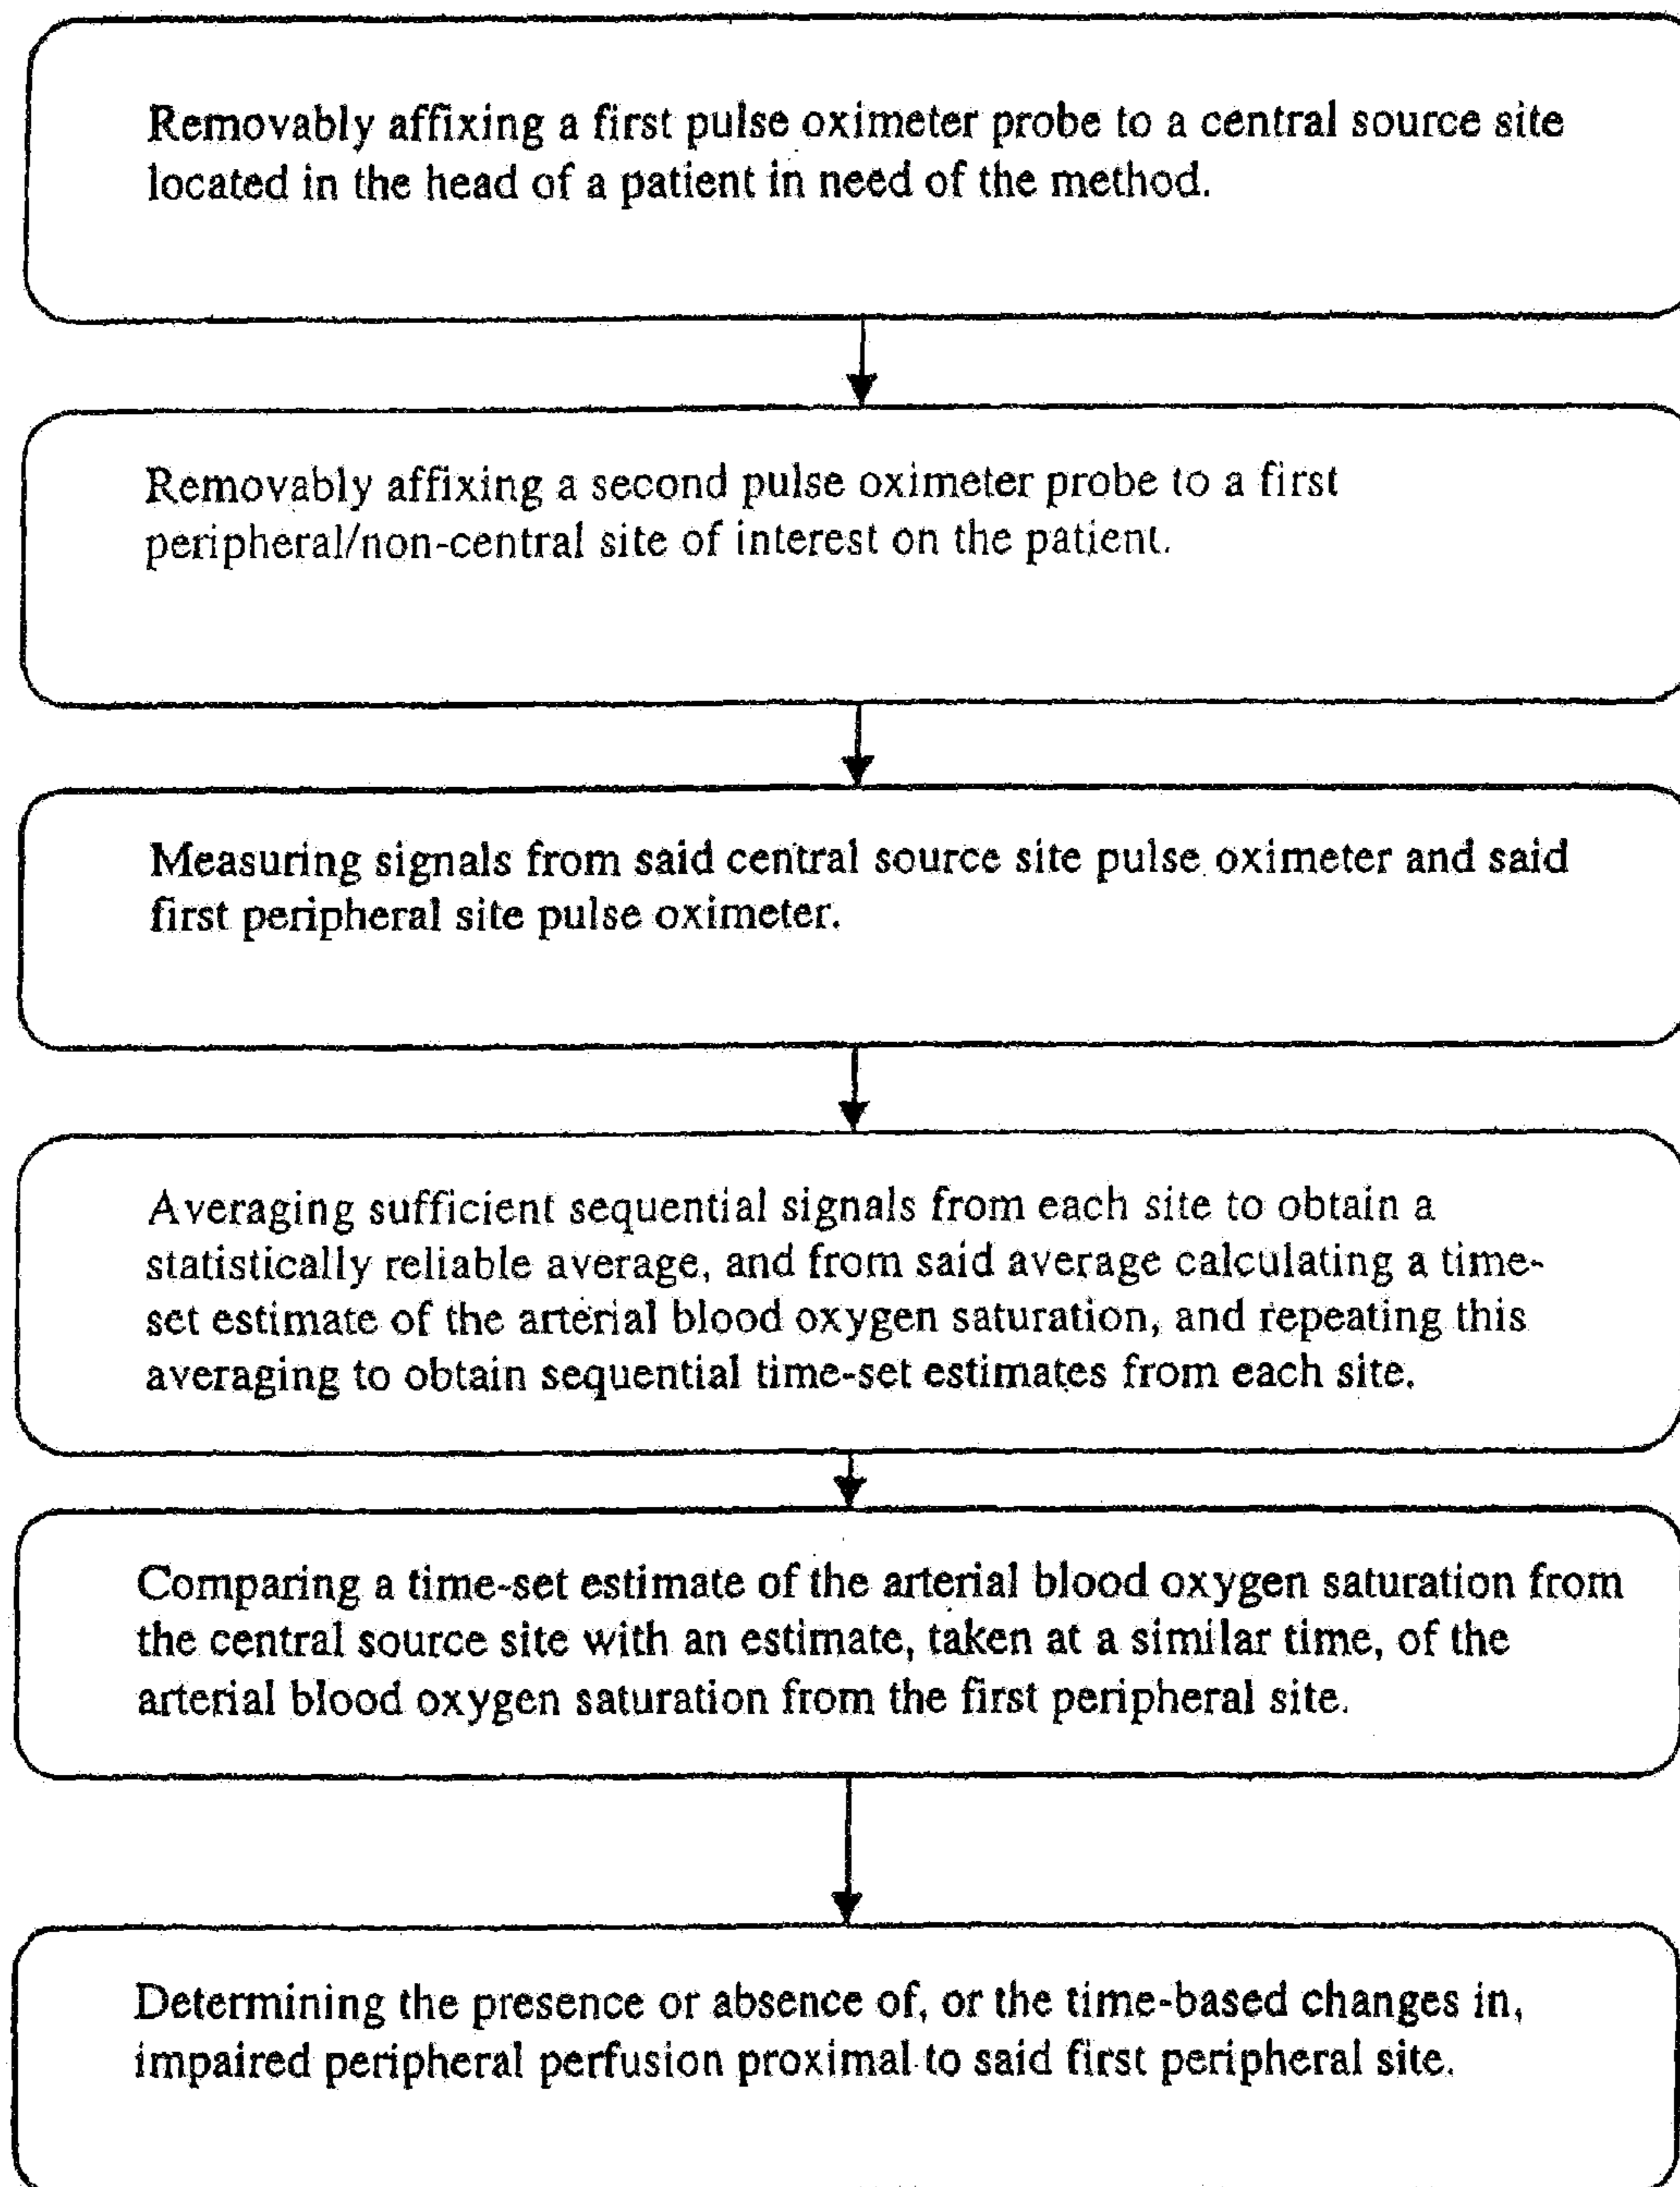 Removably affixing a first pulse oximeter probe to a central source site
located in the head of a patient in need of the method.
Removably affixing a second pulse oximeter probe to a first
peripheral/non-central site of interest on the patient.
Measuring signals from said central source site pulse oximeter and said
first peripheral site pulse oximeter.
Averaging sufficient sequential signals from each site to obtain a
statistically reliable average, and from said average calculating a time-
set estimate of the arterial blood oxygen saturation, and repeating this
averaging to obtain sequential time-set estimates from each site.
Comparing a time-set estimate of the arterial blood oxygen saturation from
the central source site with an estimate, taken at a similar time, of the
arterial blood oxygen saturation from the first peripheral site.
Determining the presence or absence of, or the time-based changes in,
impaired peripheral perfusion proximal to said first peripheral site.